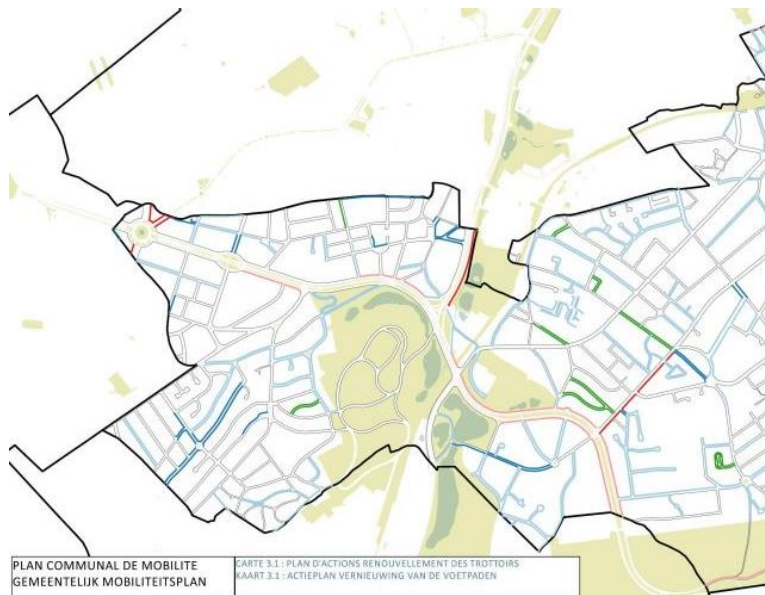 PLAN COMMUNAL DE MOBILITE
GEMEENTELIJK MOBILITEITSPLAN
CARTE 3.1 : PLAN D'ACTIONS RENOUVELLEMENT DES TROTTOIRS
KAART 3.1 : ACTIEPLAN VERNIEUWING VAN DE VOETPADEN